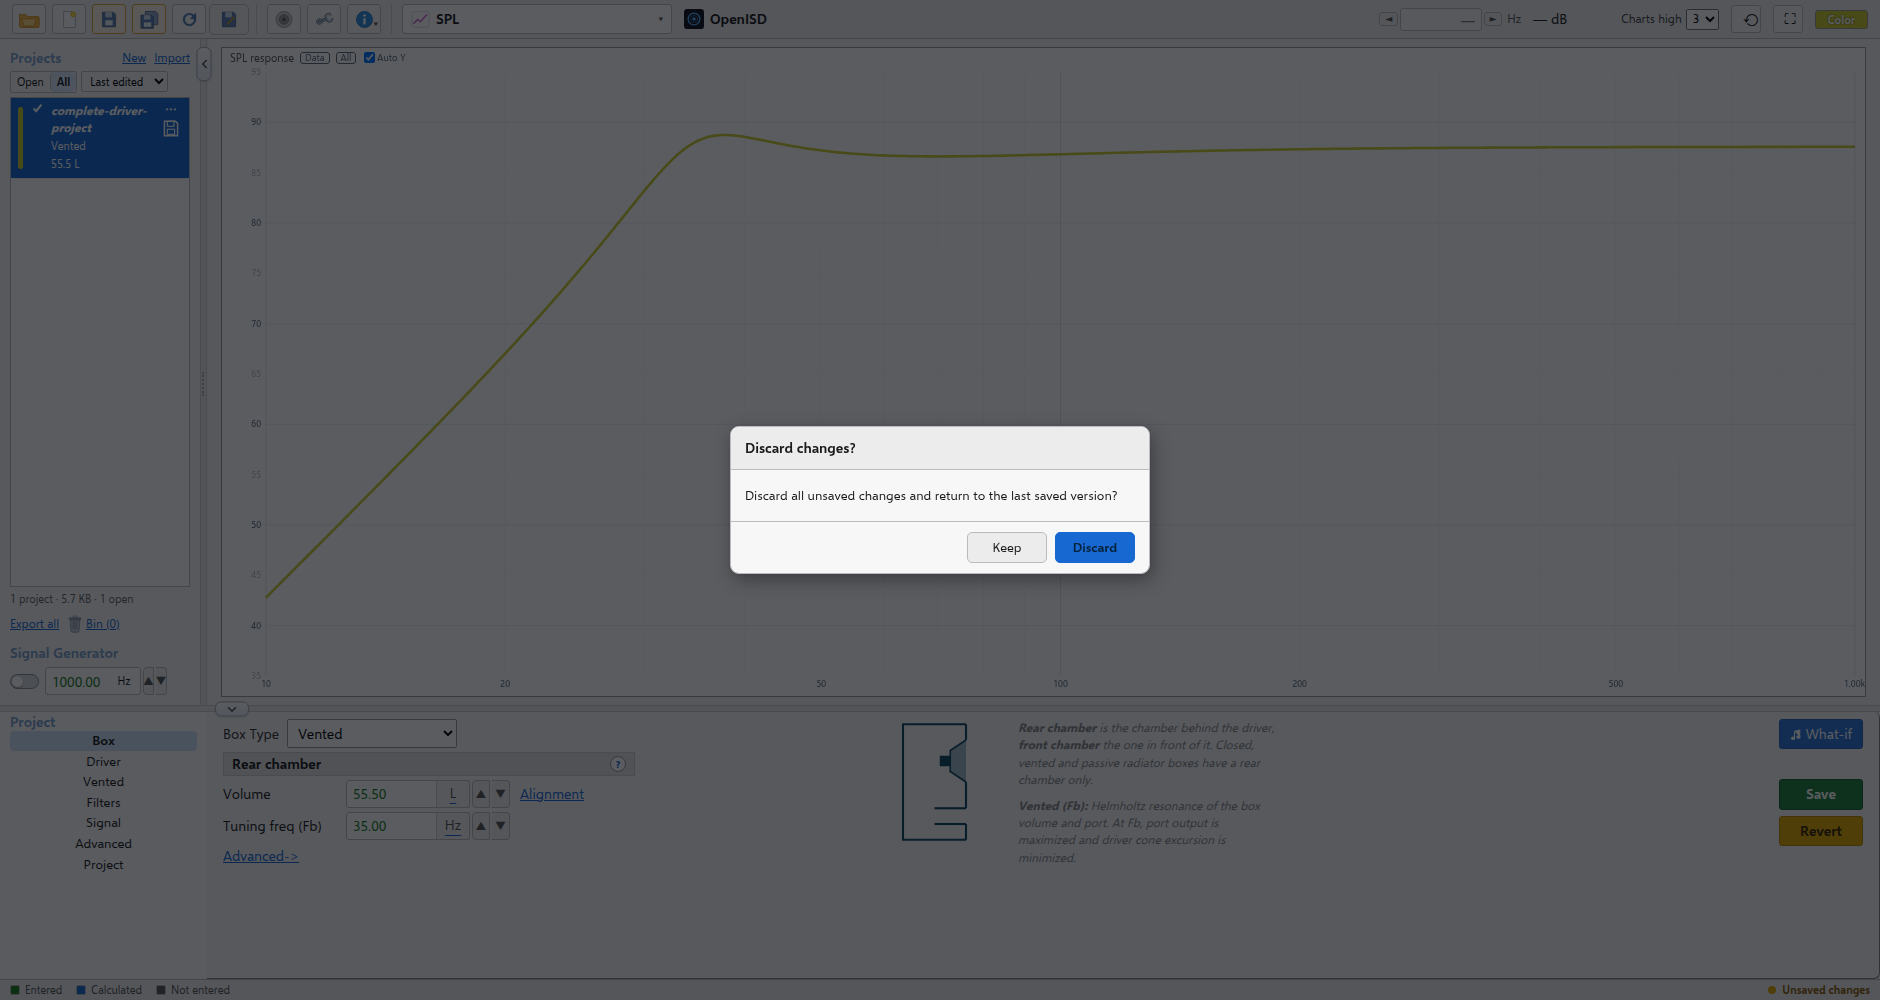 SPL
OpenISD
—
Hz
— dB
Charts high
3
Color
Projects
New
Import
Open
All
Last edited
complete-driver-
project
Vented
55.5 L
1 project · 5.7 KB · 1 open
Export all
Bin (0)
Signal Generator
1000.00
Hz
SPL response
Data
All
Auto Y
95
90
85
80
75
70
65
60
55
50
45
40
35
10
20
50
100
200
500
1.00k
Discard changes?
Discard all unsaved changes and return to the last saved version?
Keep
Discard
Project
Box
Driver
Vented
Filters
Signal
Advanced
Project
Box Type
Vented
Rear chamber
?
Volume
55.50
L
Alignment
Tuning freq (Fb)
35.00
Hz
Advanced->
Rear chamber is the chamber behind the driver,
front chamber the one in front of it. Closed,
vented and passive radiator boxes have a rear
chamber only.
Vented (Fb): Helmholtz resonance of the box
volume and port. At Fb, port output is
maximized and driver cone excursion is
minimized.
What-if
Save
Revert
Entered
Calculated
Not entered
Unsaved changes